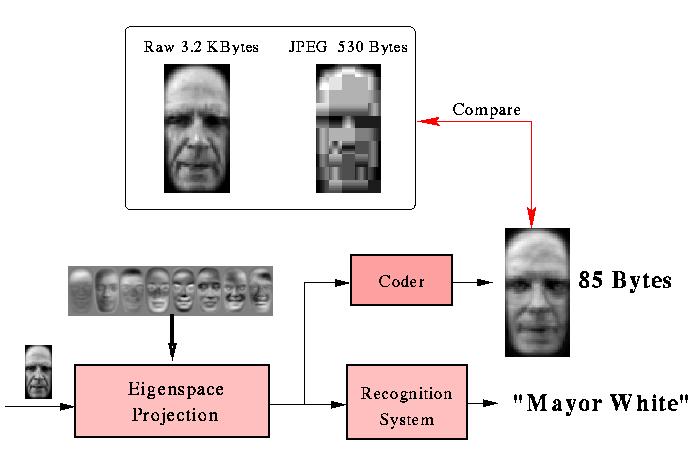 Raw 3.2 KBytes
JPEG 530 Bytes
Compare
Coder
85 Bytes
Eigenspace
Projection
Recognition
System
"Mayor White"